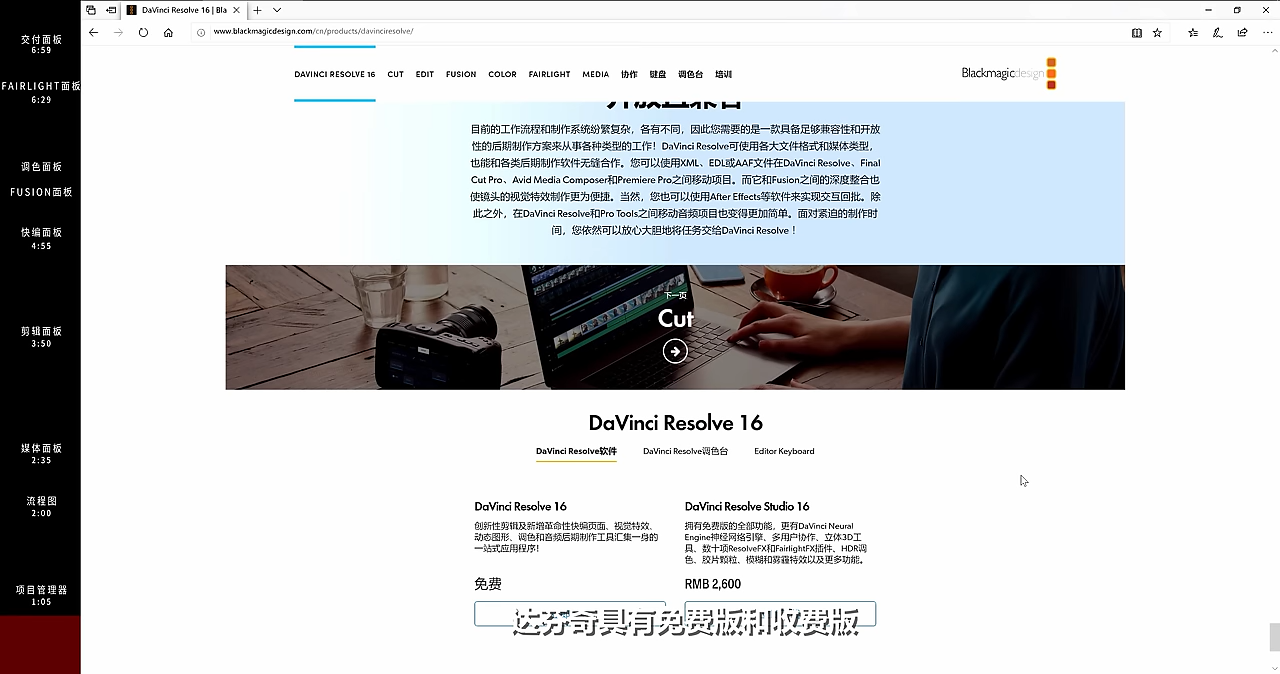 DaVinci Resolve 16 | Bla
www.blackmagicdesign.com/cn/products/davinciresolve/
交付面板
6:59
FAIRLIGHT面板
6:29
调色面板
FUSION面板
快编面板
4:55
剪辑面板
3:50
媒体面板
2:35
流程图
2:00
项目管理器
1:05
DAVINCI RESOLVE 16 CUT EDIT FUSION COLOR FAIRLIGHT MEDIA 协作 键盘 调色台 培训
Blackmagicdesign
开放且兼容
目前的工作流程和制作系统纷繁复杂，各有不同，因此您需要的是一款具备足够兼容性和开放
性的后期制作方案来从事各种类型的工作！DaVinci Resolve可使用各大文件格式和媒体类型，
也能和各类后期制作软件无缝合作。您可以使用XML、EDL或AAF文件在DaVinci Resolve、Final
Cut Pro、Avid Media Composer和Premiere Pro之间移动项目。而它和Fusion之间的深度整合也
使镜头的视觉特效制作更为便捷。当然，您也可以使用After Effects等软件来实现交互回批。除
此之外，在DaVinci Resolve和Pro Tools之间移动音频项目也变得更加简单。面对紧迫的制作时
间，您依然可以放心大胆地将任务交给DaVinci Resolve！
下一页
Cut
DaVinci Resolve 16
DaVinci Resolve软件 DaVinci Resolve调色台 Editor Keyboard
DaVinci Resolve 16
创新性剪辑及新增革命性快编页面、视觉特效、
动态图形、调色和音频后期制作工具汇集一身的
一站式应用程序！
免费
DaVinci Resolve Studio 16
拥有免费版的全部功能，更有DaVinci Neural
Engine神经网络引擎、多用户协作、立体3D工
具、数十项ResolveFX和FairlightFX插件、HDR调
色、胶片颗粒、模糊和雾霾特效以及更多功能。
RMB 2,600
达芬奇具有免费版和收费版